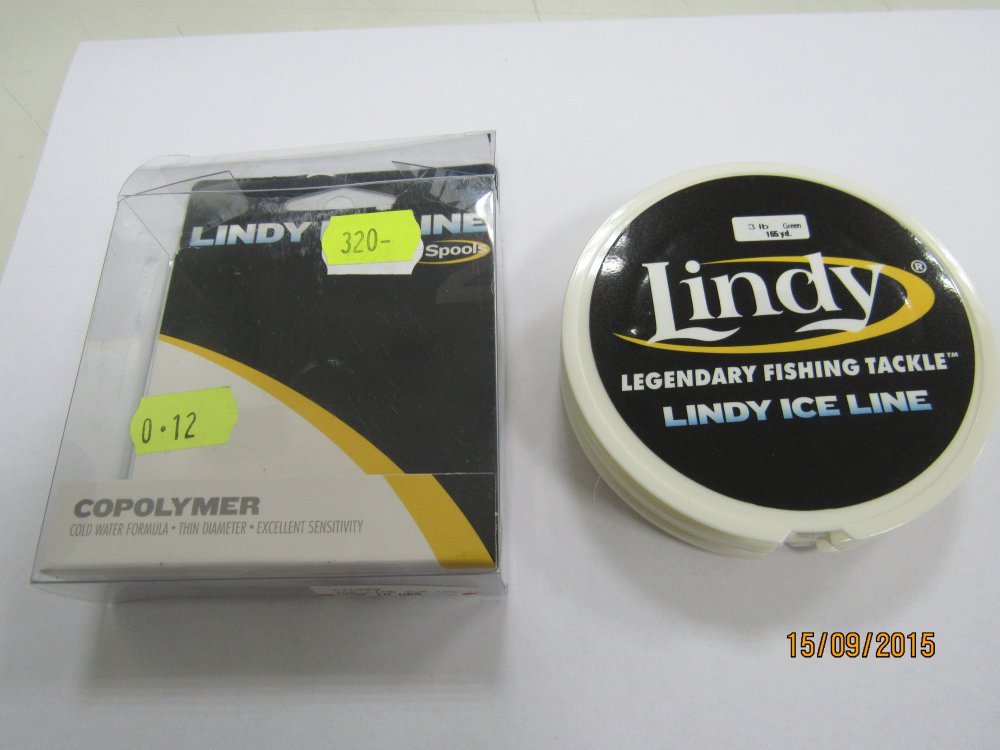 LINDY INE
320-
Spools
0.12
COPOLYMER
COLD WATER FORMULA • THIN DIAMETER • EXCELLENT SENSITIVITY
3 lb Green
165 yd.
Lindy®
LEGENDARY FISHING TACKLE™
LINDY ICE LINE
15/09/2015